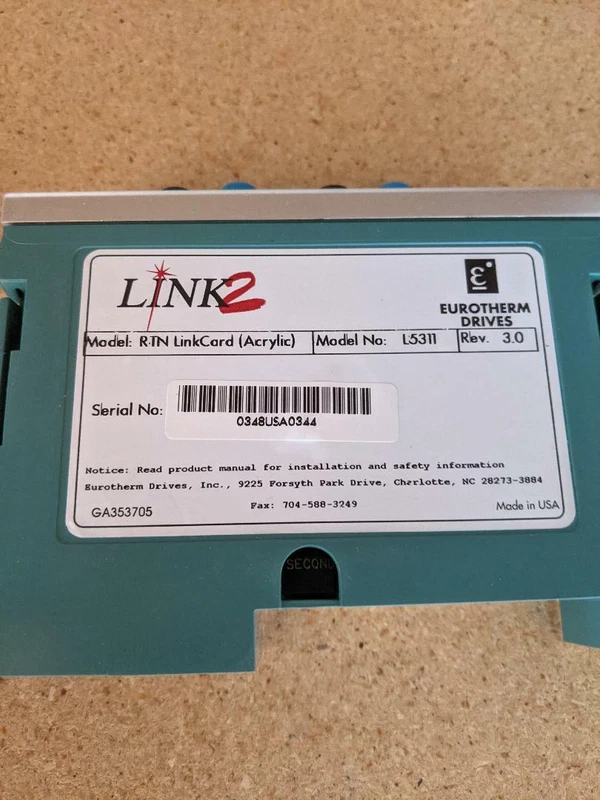 LINK2
EUROTHERM
DRIVES
Model: RTN LinkCard (Acrylic) Model No: L5311 Rev. 3.0
Serial No:
0348USA0344
Notice: Read product manual for installation and safety information
Eurotherm Drives, Inc., 9225 Forsyth Park Drive, Charlotte, NC 28273-3884
Fax: 704-588-3249
GA353705
Made in USA
SECOND